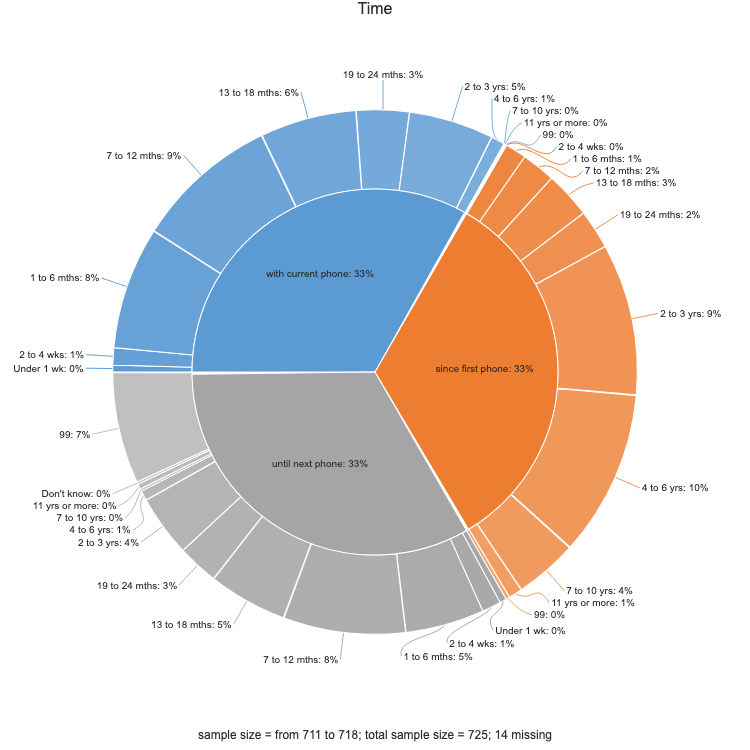 Time
19 to 24 mths: 3%
13 to 18 mths: 6%
2 to 3 yrs: 5%
4 to 6 yrs: 1%
7 to 10 yrs: 0%
11 yrs or more: 0%
99: 0%
7 to 12 mths: 9%
2 to 4 wks: 0%
1 to 6 mths: 1%
7 to 12 mths: 2%
13 to 18 mths: 3%
19 to 24 mths: 2%
1 to 6 mths: 8%
with current phone: 33%
2 to 3 yrs: 9%
2 to 4 wks: 1%
Under 1 wk: 0%
since first phone: 33%
99: 7%
until next phone: 33%
4 to 6 yrs: 10%
Don't know: 0%
11 yrs or more: 0%
7 to 10 yrs: 0%
4 to 6 yrs: 1%
2 to 3 yrs: 4%
19 to 24 mths: 3%
7 to 10 yrs: 4%
11 yrs or more: 1%
99: 0%
13 to 18 mths: 5%
Under 1 wk: 0%
2 to 4 wks: 1%
1 to 6 mths: 5%
7 to 12 mths: 8%
sample size = from 711 to 718; total sample size = 725; 14 missing